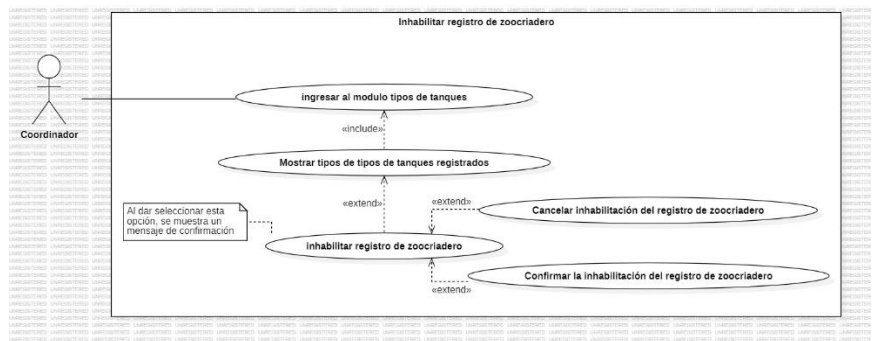 Inhabilitar registro de zoocriadero
ingresar al modulo tipos de tanques
Coordinador
«include»
Mostrar tipos de tipos de tanques registrados
«extend»
«extend»
Cancelar inhabilitación del registro de zoocriadero
Al dar seleccionar esta
opción, se muestra un
mensaje de confirmación
inhabilitar registro de zoocriadero
Confirmar la inhabilitación del registro de zoocriadero
«extend»